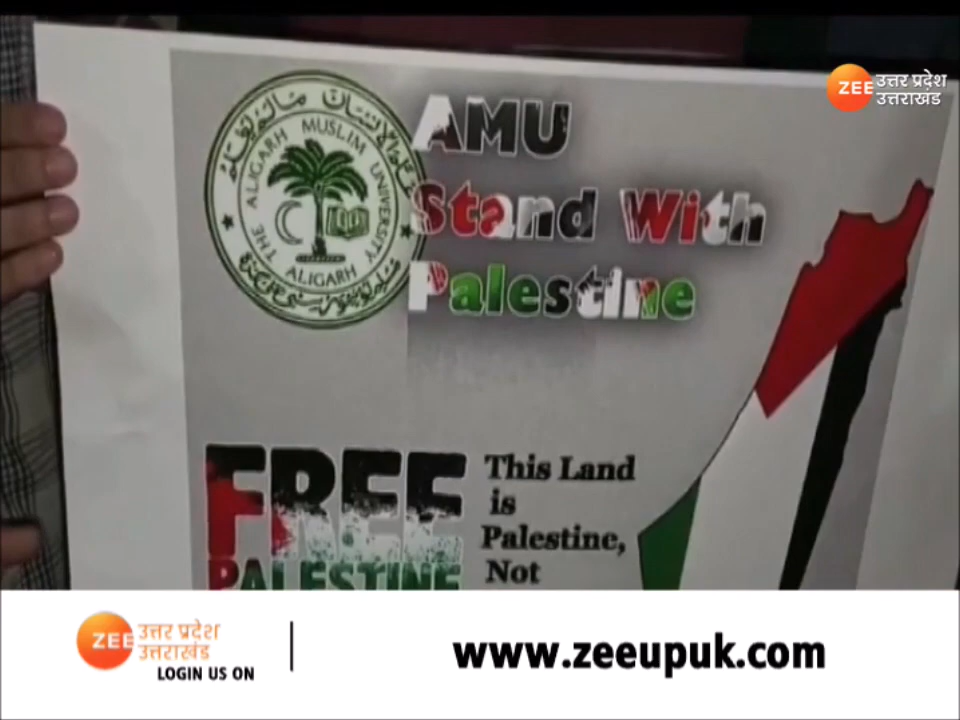 ZEE उत्तर प्रदेश
उत्तराखंड
THE ALIGARH MUSLIM UNIVERSITY
ALIGARH
AMU
Stand With
Palestine
FREE
PALESTINE
This Land
is
Palestine,
Not
ZEE उत्तर प्रदेश
उत्तराखंड
LOGIN US ON
www.zeeupuk.com